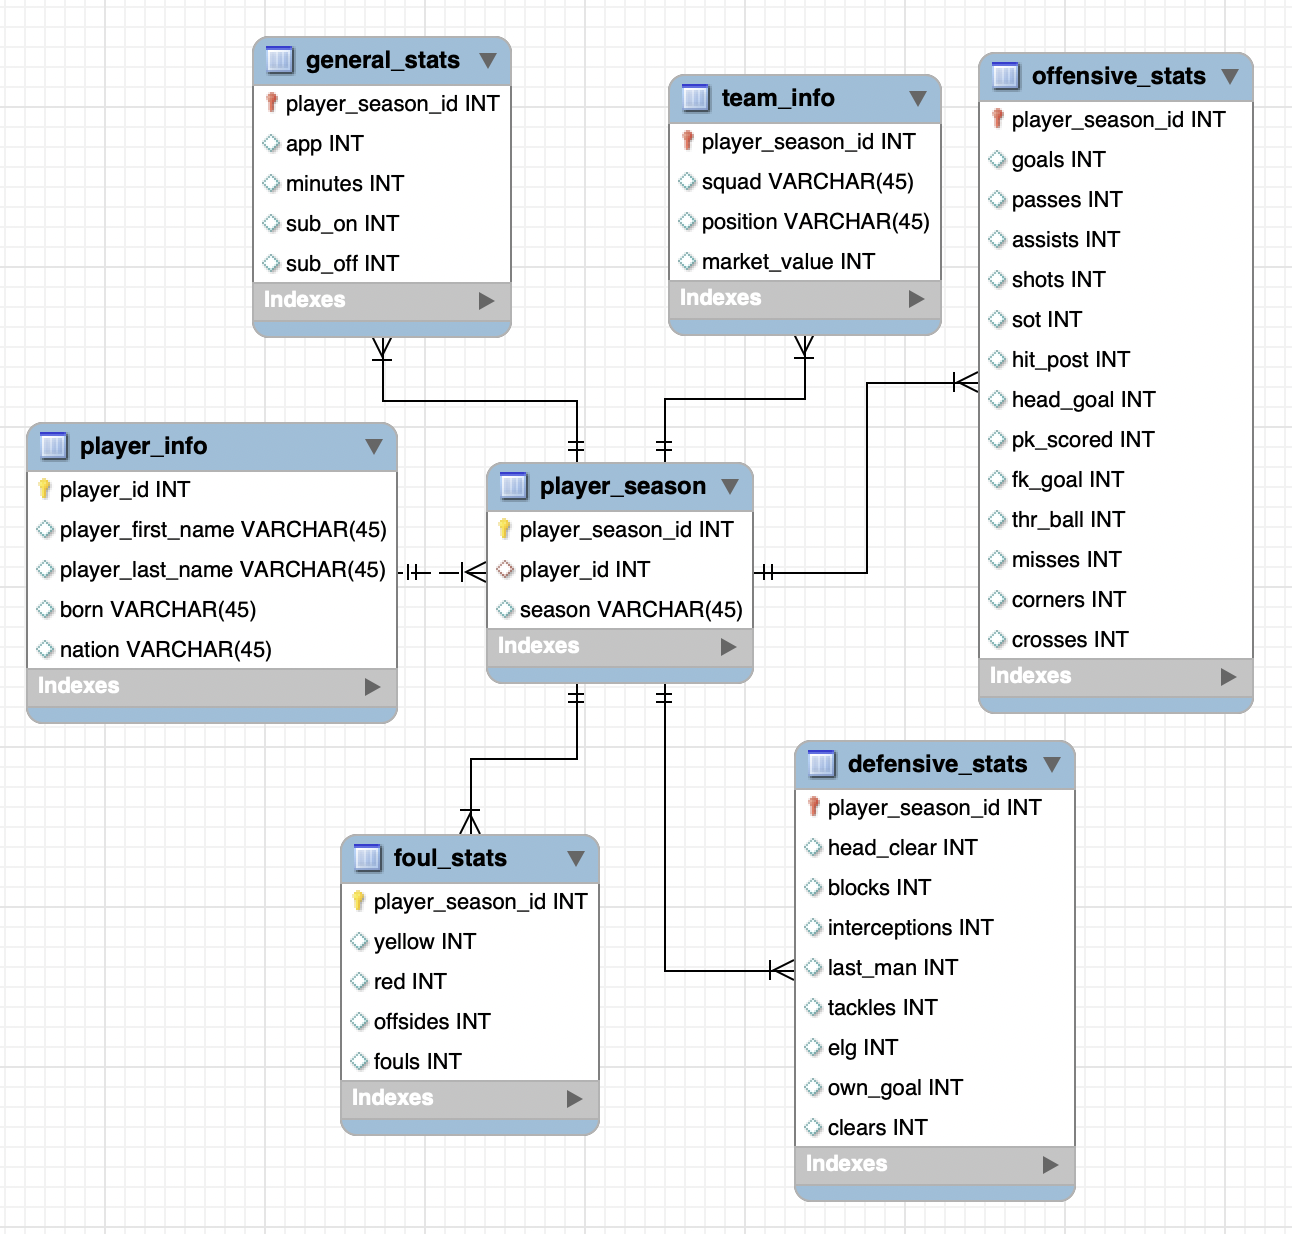 general_stats
player_season_id INT
app INT
minutes INT
sub_on INT
sub_off INT
Indexes
team_info
player_season_id INT
squad VARCHAR(45)
position VARCHAR(45)
market_value INT
Indexes
offensive_stats
player_season_id INT
goals INT
passes INT
assists INT
shots INT
sot INT
hit_post INT
head_goal INT
pk_scored INT
fk_goal INT
thr_ball INT
misses INT
corners INT
crosses INT
Indexes
player_info
player_id INT
player_first_name VARCHAR(45)
player_last_name VARCHAR(45)
born VARCHAR(45)
nation VARCHAR(45)
Indexes
player_season
player_season_id INT
player_id INT
season VARCHAR(45)
Indexes
foul_stats
player_season_id INT
yellow INT
red INT
offsides INT
fouls INT
Indexes
defensive_stats
player_season_id INT
head_clear INT
blocks INT
interceptions INT
last_man INT
tackles INT
elg INT
own_goal INT
clears INT
Indexes